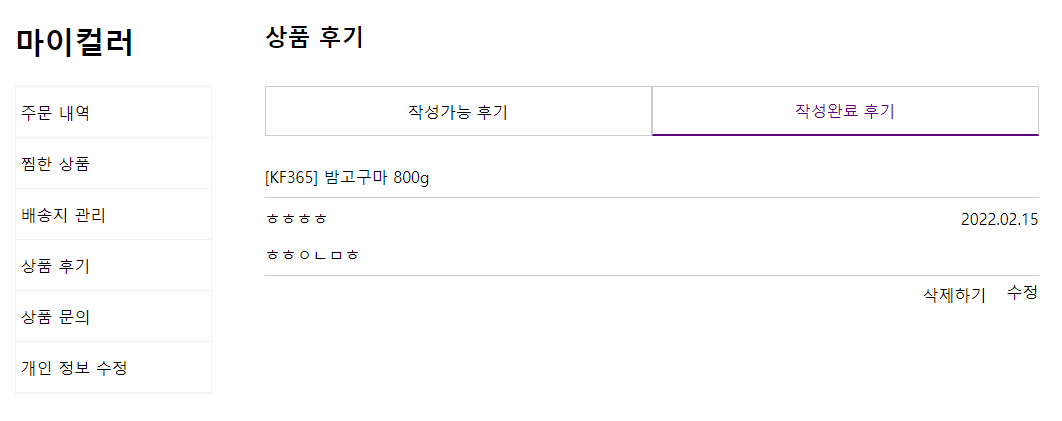 마이컬러
주문 내역
찜한 상품
배송지 관리
상품 후기
상품 문의
개인 정보 수정
상품 후기
작성가능 후기
작성완료 후기
[KF365] 밤고구마 800g
ㅎㅎㅎㅎ 2022.02.15
ㅎㅎㅇㄴㅁㅎ
삭제하기 수정